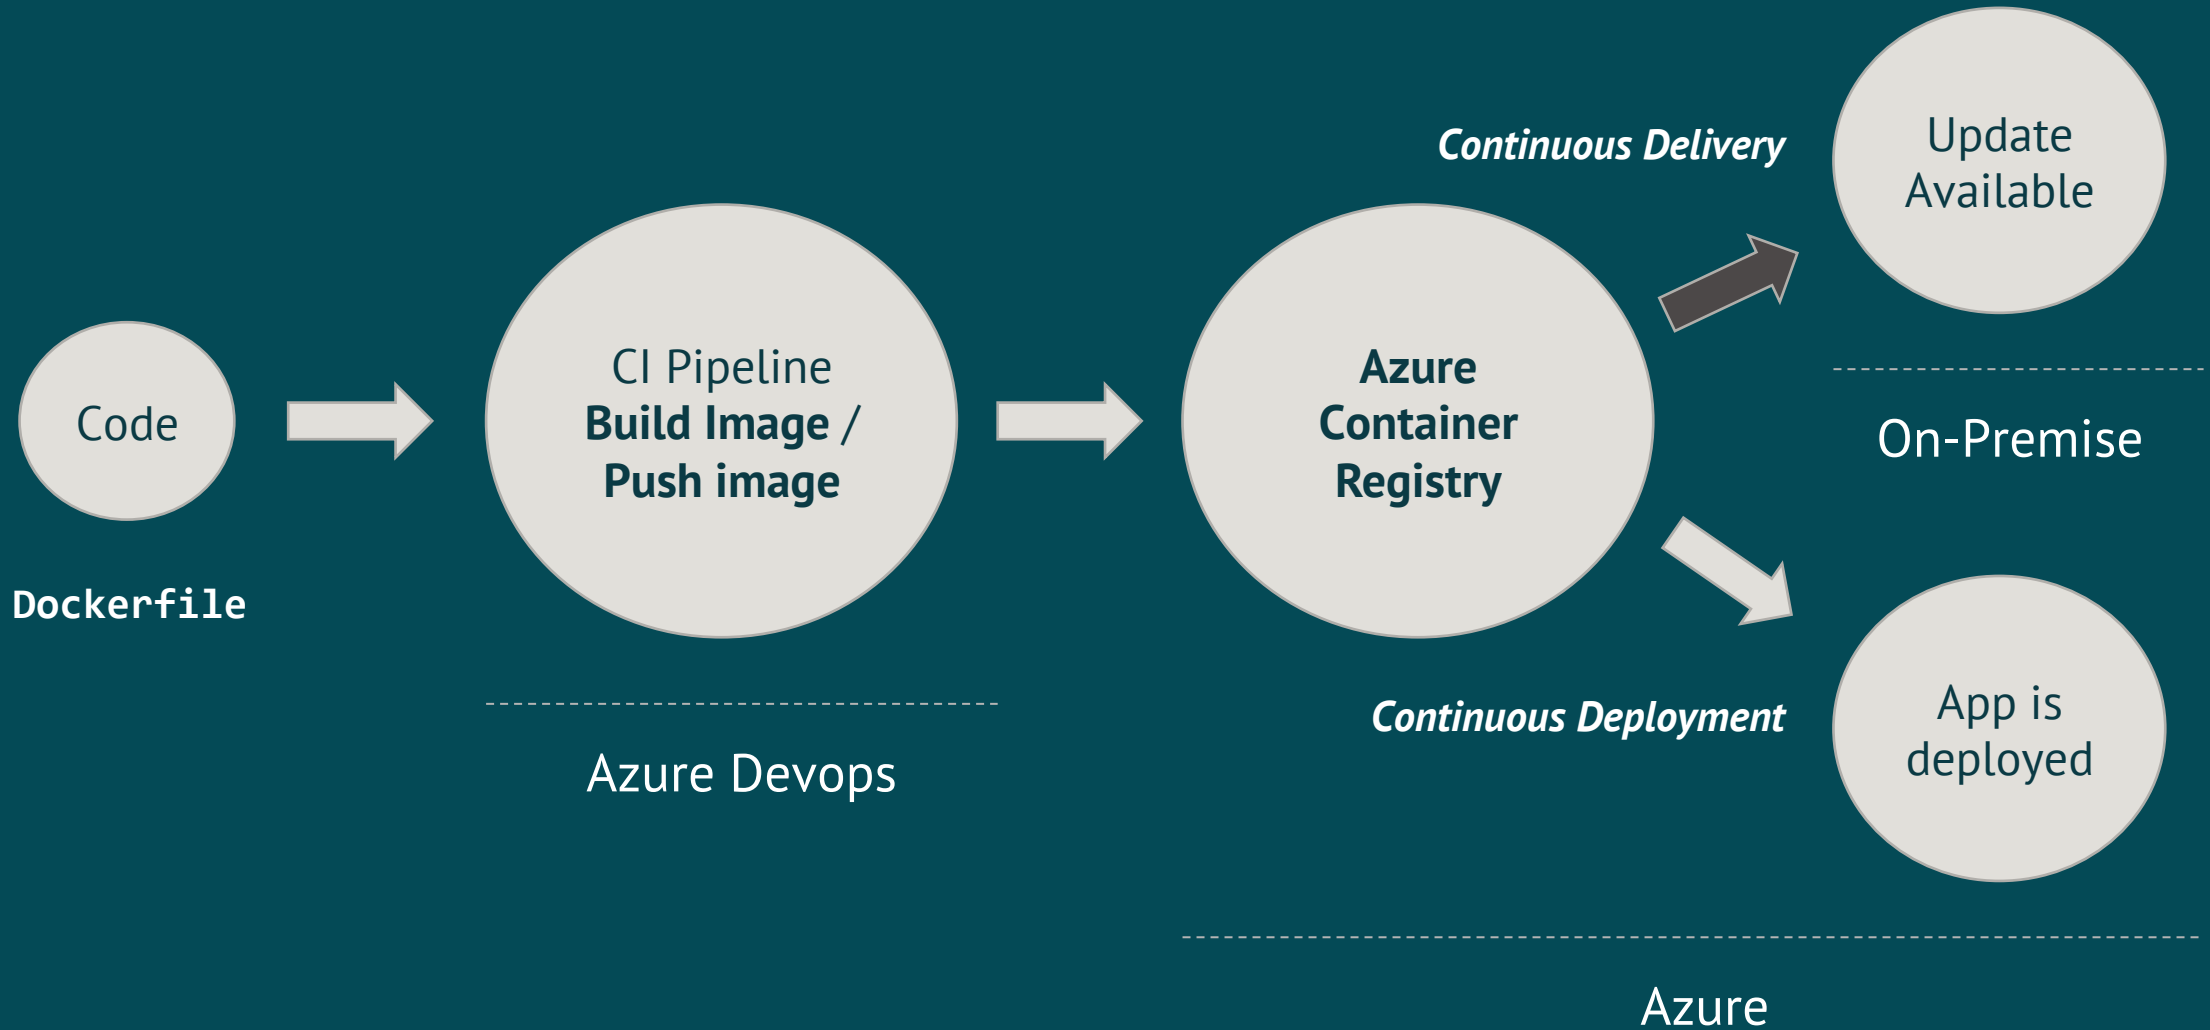 Code
Dockerfile
CI Pipeline
Build Image /
Push image
Azure Devops
Azure
Container
Registry
Continuous Delivery
Update
Available
On-Premise
Continuous Deployment
App is
deployed
Azure